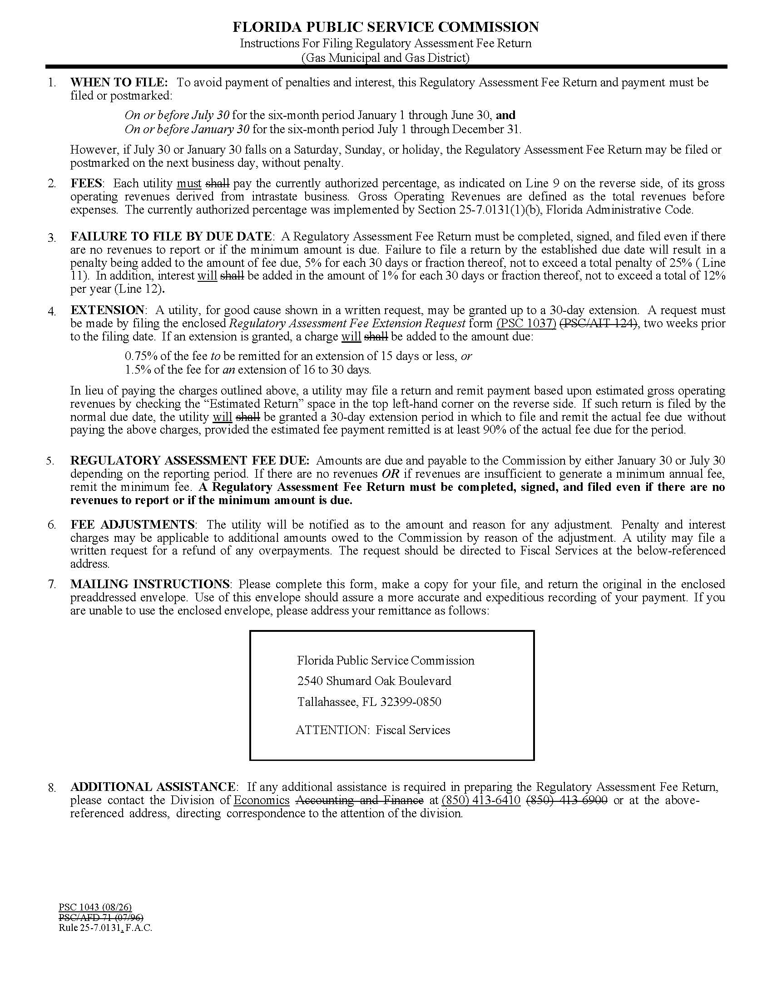 FLORIDA PUBLIC SERVICE COMMISSION
Instructions For Filing Regulatory Assessment Fee Return
(Gas Municipal and Gas District)
1. WHEN TO FILE: To avoid payment of penalties and interest, this Regulatory Assessment Fee Return and payment must be
filed or postmarked:
On or before July 30 for the six-month period January 1 through June 30, and
On or before January 30 for the six-month period July 1 through December 31.
However, if July 30 or January 30 falls on a Saturday, Sunday, or holiday, the Regulatory Assessment Fee Return may be filed or
postmarked on the next business day, without penalty.
2. FEES: Each utility must shall pay the currently authorized percentage, as indicated on Line 9 on the reverse side, of its gross
operating revenues derived from intrastate business. Gross Operating Revenues are defined as the total revenues before
expenses. The currently authorized percentage was implemented by Section 25-7.0131(1)(b), Florida Administrative Code.
3. FAILURE TO FILE BY DUE DATE: A Regulatory Assessment Fee Return must be completed, signed, and filed even if there
are no revenues to report or if the minimum amount is due. Failure to file a return by the established due date will result in a
penalty being added to the amount of fee due, 5% for each 30 days or fraction thereof, not to exceed a total penalty of 25% ( Line
11). In addition, interest will shall be added in the amount of 1% for each 30 days or fraction thereof, not to exceed a total of 12%
per year (Line 12).
4. EXTENSION: A utility, for good cause shown in a written request, may be granted up to a 30-day extension. A request must
be made by filing the enclosed Regulatory Assessment Fee Extension Request form (PSC 1037) (PSC/AIT 124), two weeks prior
to the filing date. If an extension is granted, a charge will shall be added to the amount due:
0.75% of the fee to be remitted for an extension of 15 days or less, or
1.5% of the fee for an extension of 16 to 30 days.
In lieu of paying the charges outlined above, a utility may file a return and remit payment based upon estimated gross operating
revenues by checking the “Estimated Return” space in the top left-hand corner on the reverse side. If such return is filed by the
normal due date, the utility will shall be granted a 30-day extension period in which to file and remit the actual fee due without
paying the above charges, provided the estimated fee payment remitted is at least 90% of the actual fee due for the period.
5. REGULATORY ASSESSMENT FEE DUE: Amounts are due and payable to the Commission by either January 30 or July 30
depending on the reporting period. If there are no revenues OR if revenues are insufficient to generate a minimum annual fee,
remit the minimum fee. A Regulatory Assessment Fee Return must be completed, signed, and filed even if there are no
revenues to report or if the minimum amount is due.
6. FEE ADJUSTMENTS: The utility will be notified as to the amount and reason for any adjustment. Penalty and interest
charges may be applicable to additional amounts owed to the Commission by reason of the adjustment. A utility may file a
written request for a refund of any overpayments. The request should be directed to Fiscal Services at the below-referenced
address.
7. MAILING INSTRUCTIONS: Please complete this form, make a copy for your file, and return the original in the enclosed
preaddressed envelope. Use of this envelope should assure a more accurate and expeditious recording of your payment. If you
are unable to use the enclosed envelope, please address your remittance as follows:
Florida Public Service Commission
2540 Shumard Oak Boulevard
Tallahassee, FL 32399-0850
ATTENTION: Fiscal Services
8. ADDITIONAL ASSISTANCE: If any additional assistance is required in preparing the Regulatory Assessment Fee Return,
please contact the Division of Economics Accounting and Finance at (850) 413-6410 (850) 413-6900 or at the above-
referenced address, directing correspondence to the attention of the division.
PSC 1043 (08/26)
PSC/AFD 71 (07/96)
Rule 25-7.0131, F.A.C.